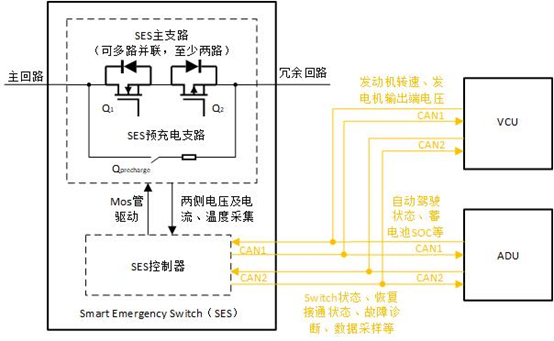 SES主支路
（可多路并联，至少两路）
主回路
冗余回路
Q1
Q2
SES预充电支路
Qprecharge
Mos管
驱动
两侧电压及电
流、温度采集
SES控制器
Smart Emergency Switch（SES）
发动机转速、发
电机输出端电压
CAN1
CAN2
VCU
自动驾驶
状态、蓄
电池SOC等
CAN1
CAN1
CAN2
CAN2
ADU
Switch状态、恢复
接通状态、故障诊
断、数据采样等